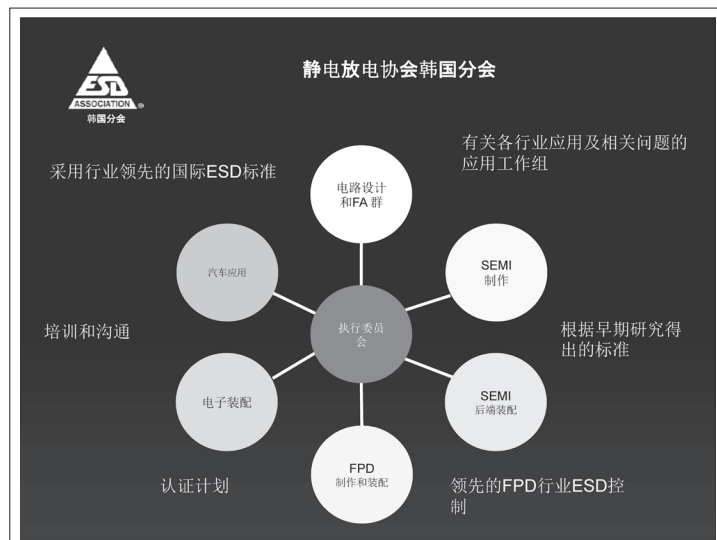 静电放电协会韩国分会
ESD
ASSOCIATION
®
韩国分会
有关各行业应用及相关问题的
应用工作组
采用行业领先的国际ESD标准
电路设计
和FA 群
汽车应用
SEMI
制作
执行委员
会
培训和沟通
根据早期研究得
出的标准
电子装配
SEMI
后端装配
FPD
制作和装配
认证计划
领先的FPD行业ESD控
制